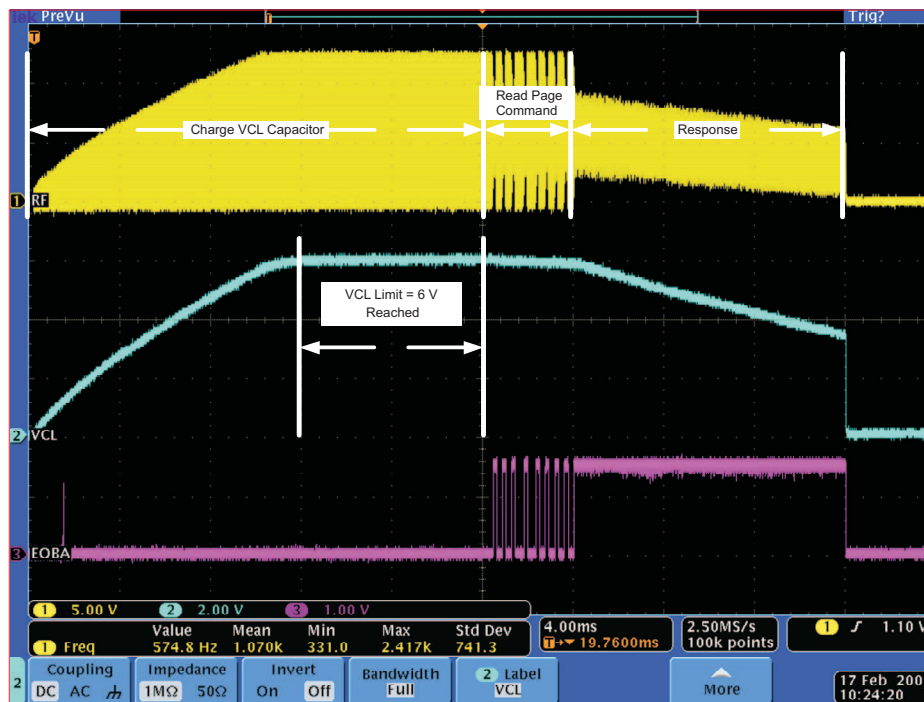 Tek PreVu Trig?
T
T
Read Page
Command
Charge VCL Capacitor
Response
1 RF
VCL Limit = 6 V
Reached
2 VCL
3 EOBA
1 5.00 V 2 2.00 V 3 1.00 V
Value Mean Min Max Std Dev
1 Freq 574.8 Hz 1.070k 331.0 2.417k 741.3
4.00ms
T 19.7600ms
2.50MS/s
100k points
1 1.10 V
2
Coupling
DC AC
Impedance
1MΩ 50Ω
Invert
On Off
Bandwidth
Full
2 Label
VCL
More
17 Feb 200
10:24:20